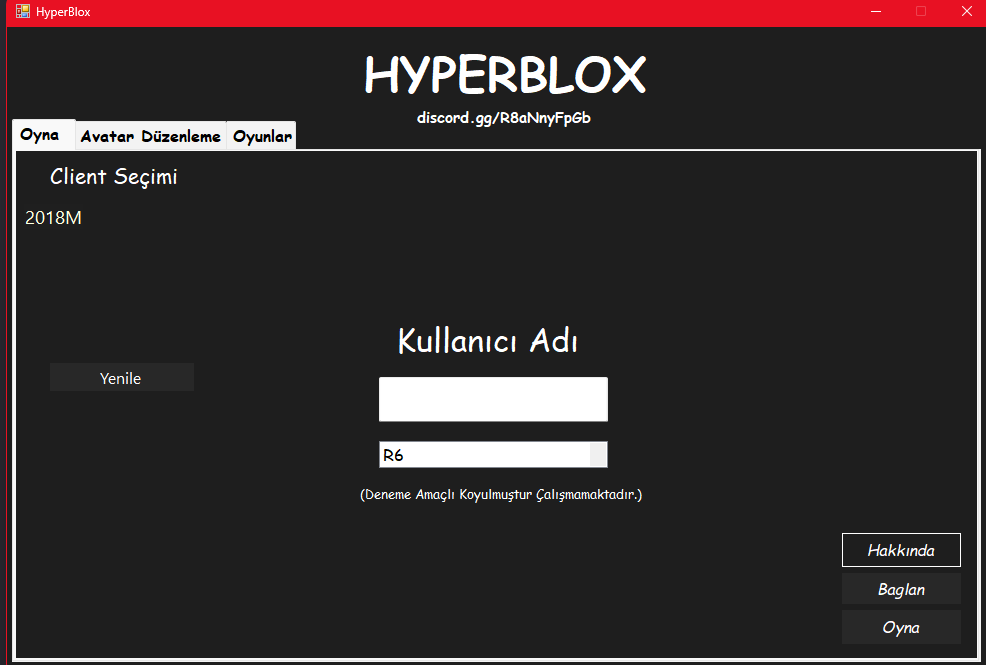 HyperBlox
HYPERBLOX
discord.gg/R8aNnyFpGb
Oyna Avatar Düzenleme Oyunlar
Client Seçimi
2018M
Kullanıcı Adı
Yenile
R6
(Deneme Amaçlı Koyulmuştur Çalışmamaktadır.)
Hakkında
Baglan
Oyna